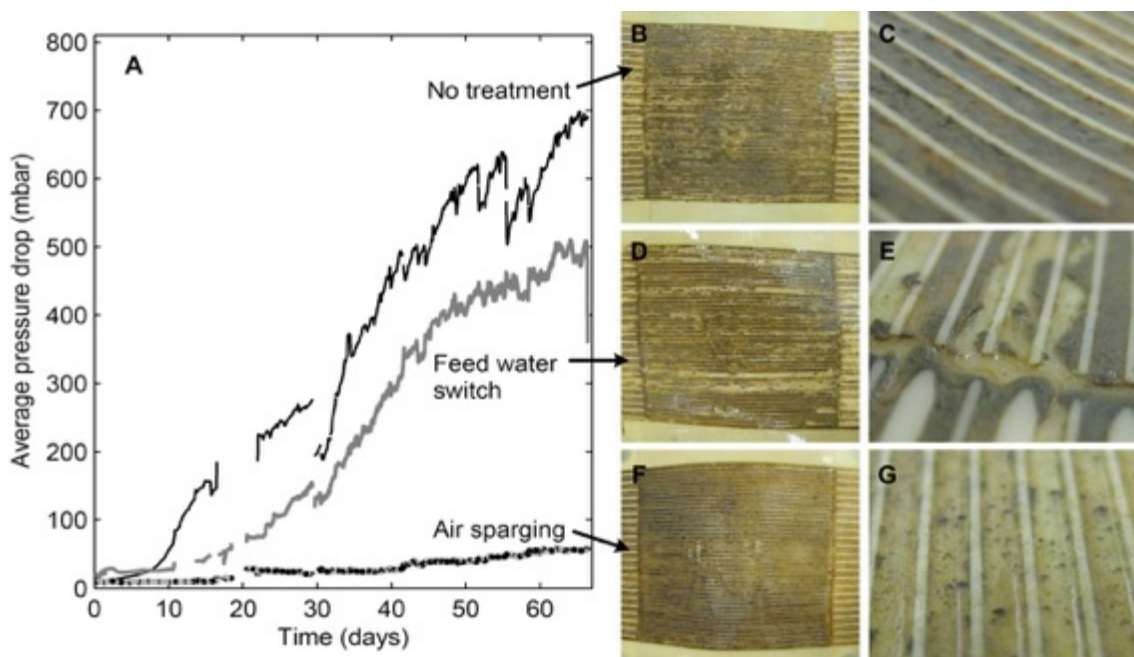 A
Average pressure drop (mbar)
800
700
600
500
400
300
200
100
0
0 10 20 30 40 50 60
Time (days)
No treatment
Feed water
switch
Air sparging
B
C
D
E
F
G